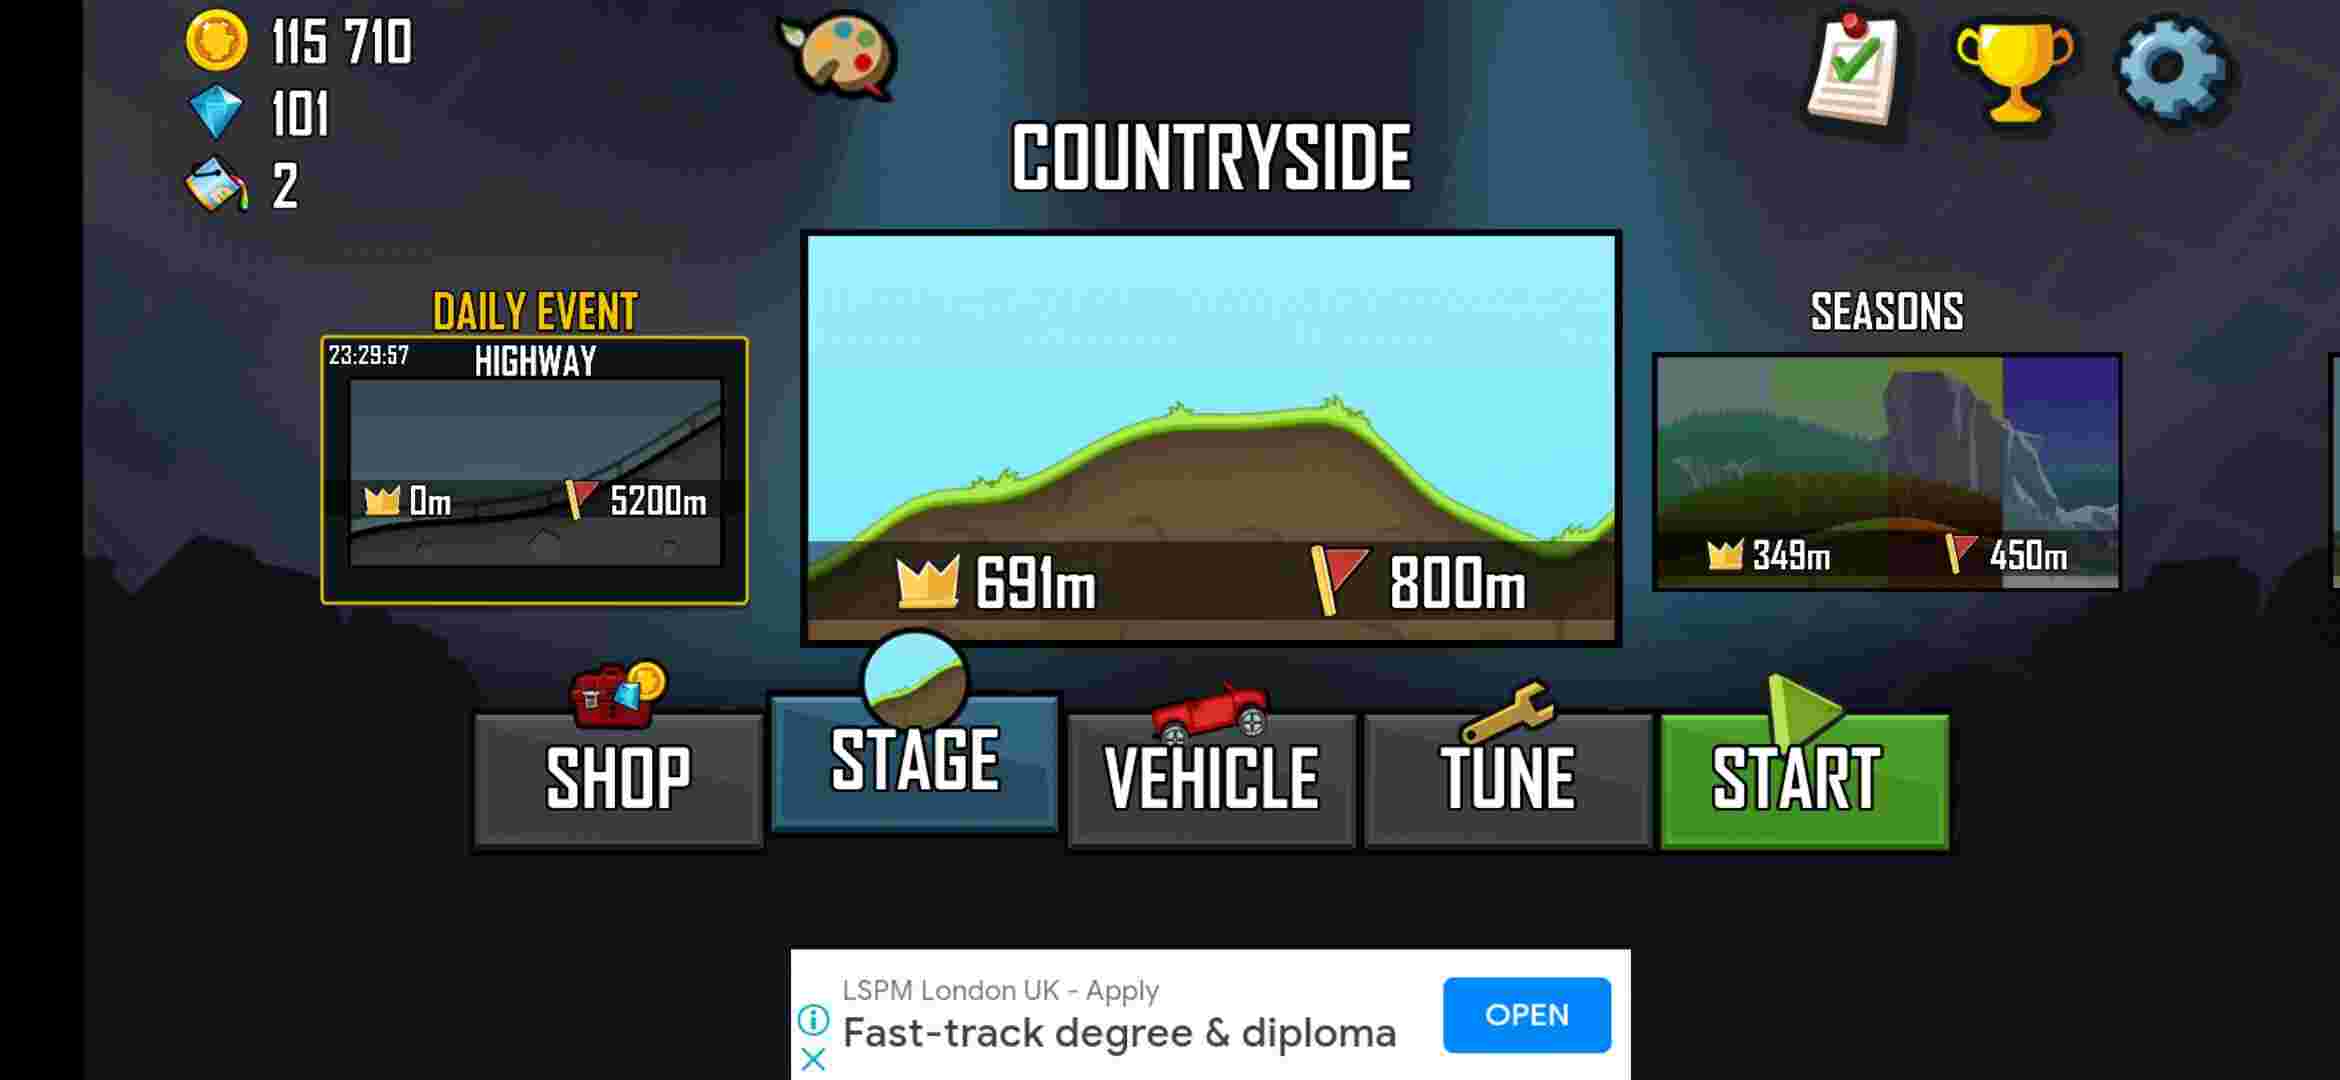 115 710
101
2
COUNTRYSIDE
DAILY EVENT
23:29:57
HIGHWAY
0m
5200m
691m
800m
SEASONS
349m
450m
SHOP
STAGE
VEHICLE
TUNE
START
LSPM London UK - Apply
Fast-track degree & diploma
OPEN